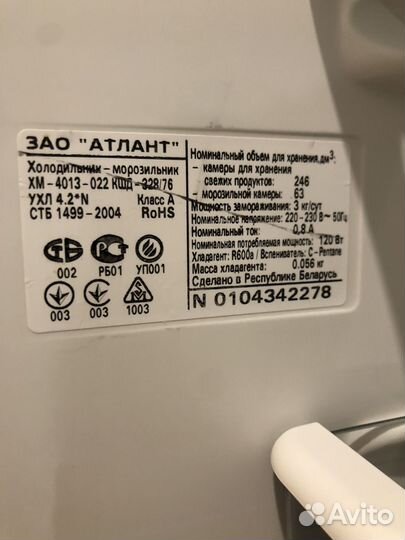 ЗАО "АТЛАНТ"
Холодильник - морозильник
ХМ - 4013 - 022 КШД - 328/76
УХЛ 4.2*N Класс А
СТБ 1499 - 2004 RoHS
002 РБ01 УП001
003 003 1003
Номинальный объем для хранения,дм³:
- камеры для хранения
свежих продуктов: 246
- морозильной камеры: 63
Мощность замораживания: 3 кг/сут
Номинальное напряжение: 220 - 230 В ~ 50Гц
Номинальный ток: 0,8 А
Номинальная потребляемая мощность: 120 Вт
Хладагент: R600a / Вспениватель: C - Pentane
Масса хладагента: 0.056 кг
Сделано в Республике Беларусь
N 0104342278
Avito